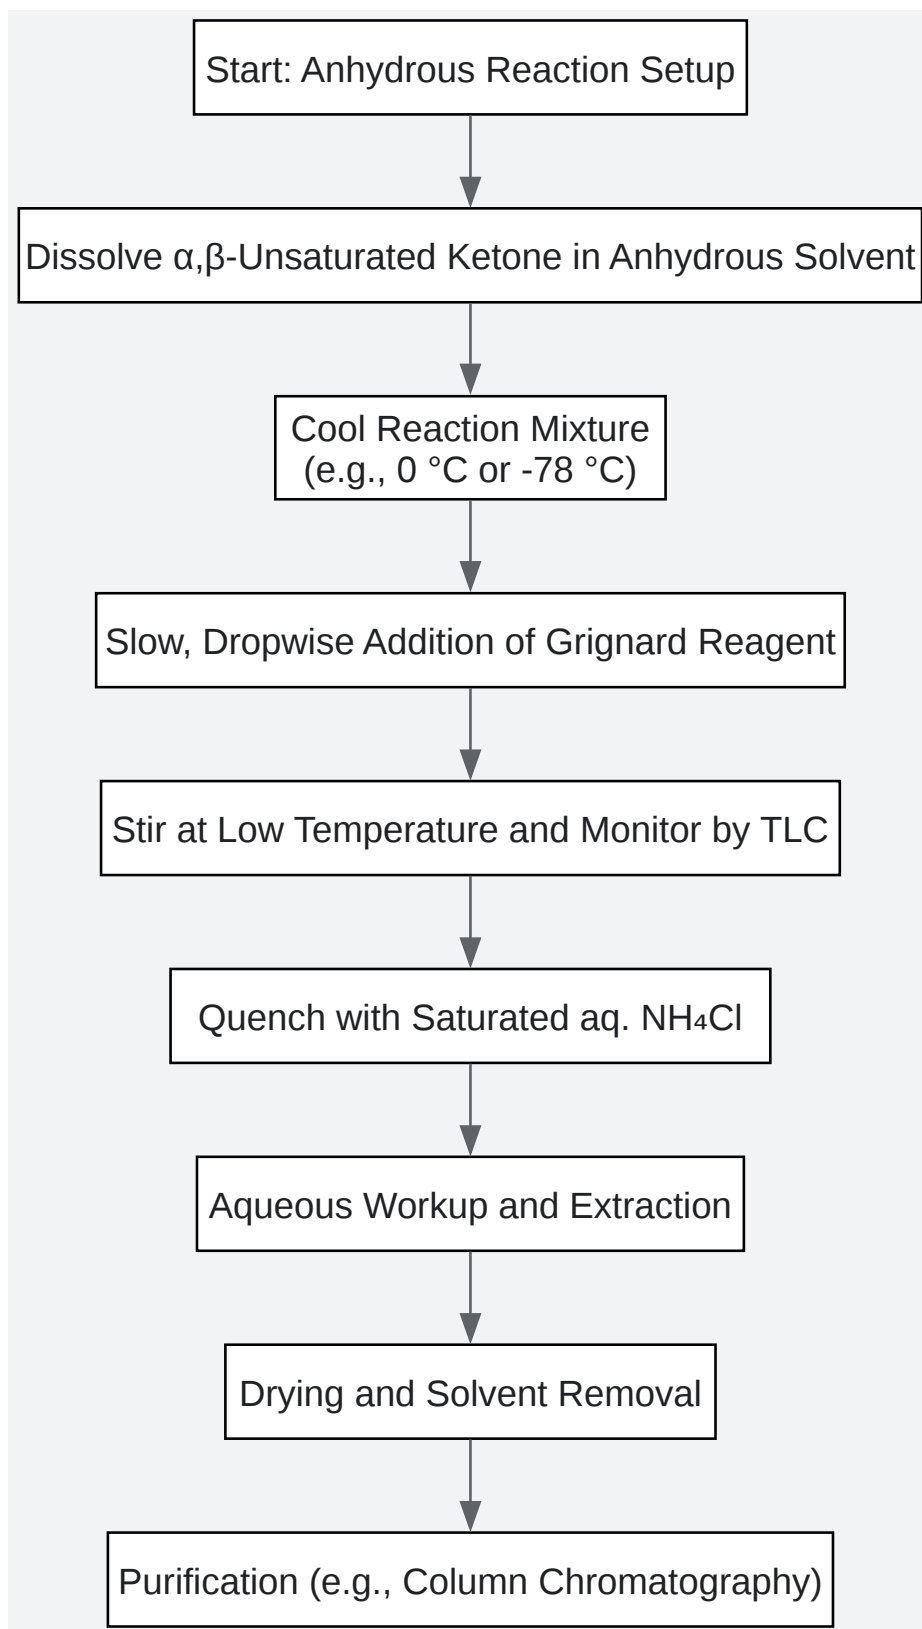 Start: Anhydrous Reaction Setup
Dissolve α,β-Unsaturated Ketone in Anhydrous Solvent
Cool Reaction Mixture
(e.g., 0 °C or -78 °C)
Slow, Dropwise Addition of Grignard Reagent
Stir at Low Temperature and Monitor by TLC
Quench with Saturated aq. NH₄Cl
Aqueous Workup and Extraction
Drying and Solvent Removal
Purification (e.g., Column Chromatography)